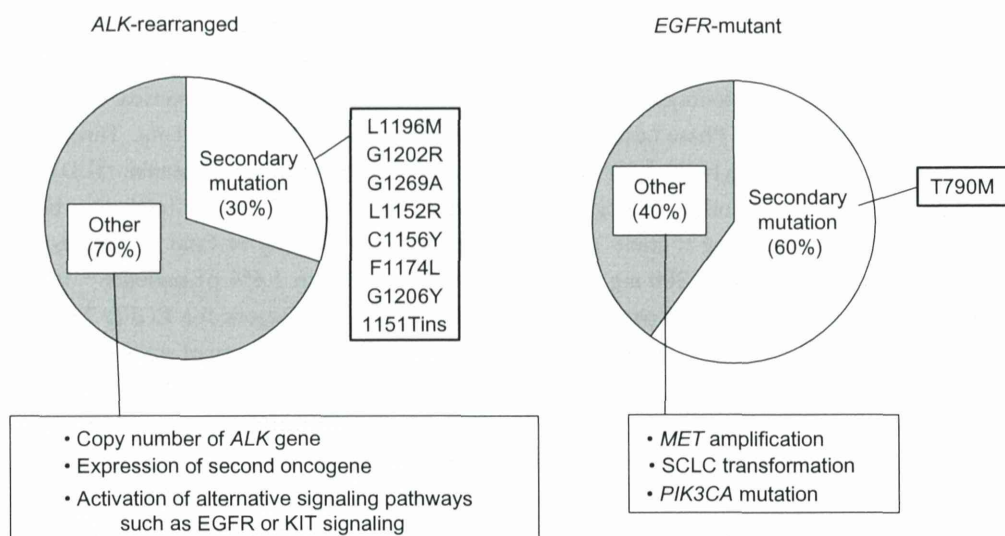 ALK-rearranged
Secondary
mutation
(30%)
Other
(70%)
L1196M
G1202R
G1269A
L1152R
C1156Y
F1174L
G1206Y
1151Tins
• Copy number of ALK gene
• Expression of second oncogene
• Activation of alternative signaling pathways
such as EGFR or KIT signaling
EGFR-mutant
Other
(40%)
Secondary
mutation
(60%)
T790M
• MET amplification
• SCLC transformation
• PIK3CA mutation